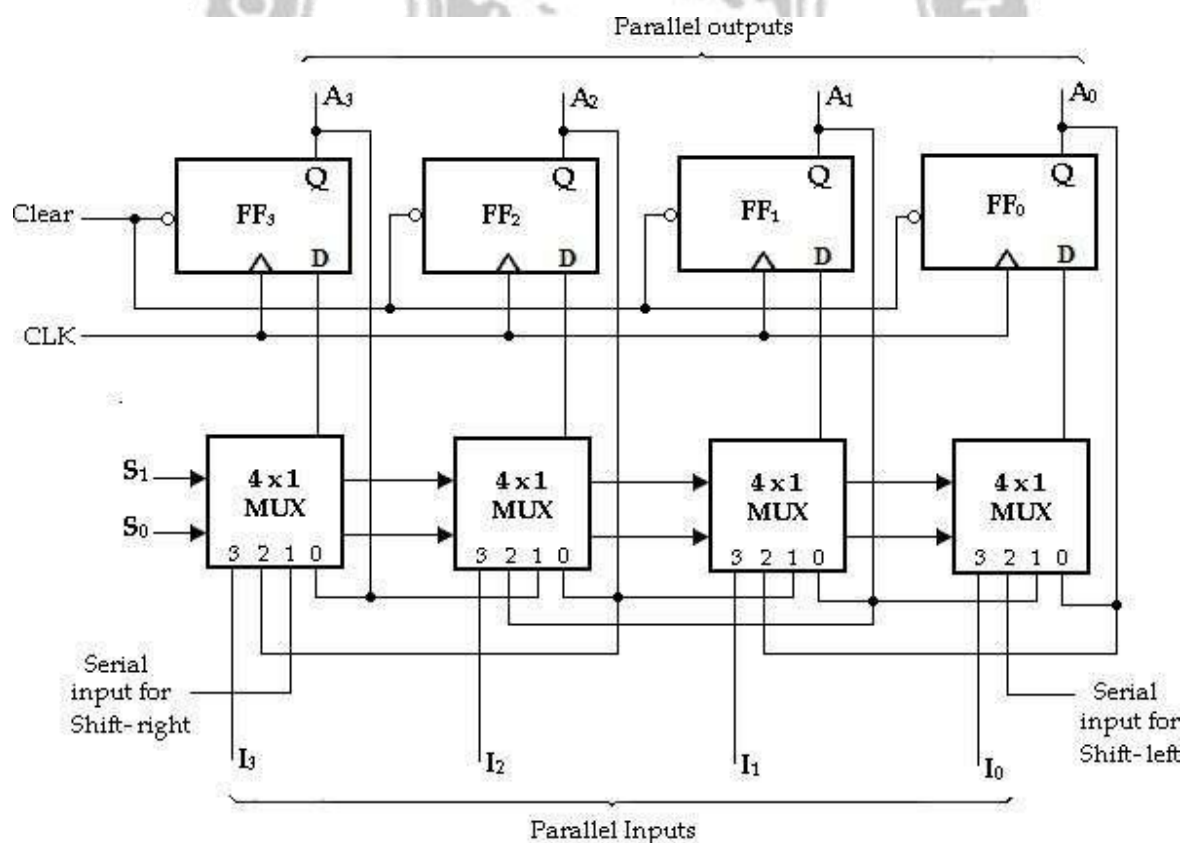 Parallel outputs
A₃ A₂ A₁ A₀
Q Q Q Q
Clear FF₃ FF₂ FF₁ FF₀
D D D D
CLK
S₁ 4 x 1 4 x 1 4 x 1 4 x 1
MUX MUX MUX MUX
S₀
3 2 1 0 3 2 1 0 3 2 1 0 3 2 1 0
Serial
input for
Shift-right
Serial
input for
Shift-left
I₃ I₂ I₁ I₀
Parallel Inputs